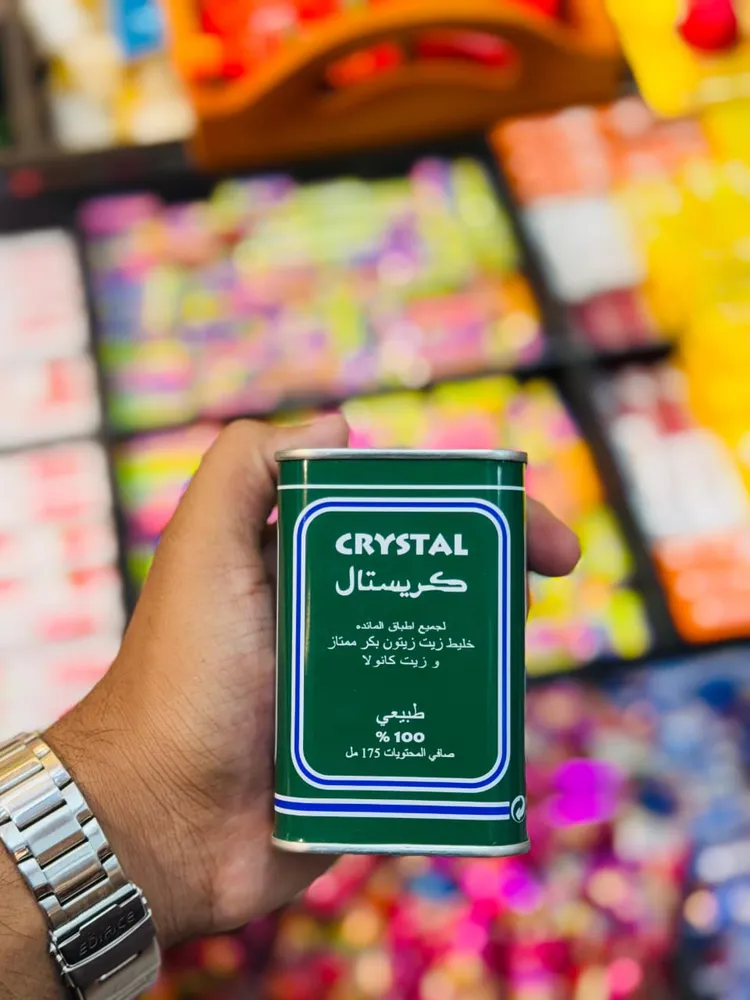 CRYSTAL
كريستال
لجميع اطباق المائده
خليط زيت زيتون بكر ممتاز
و زيت كانولا
طبيعي
% 100
صافي المحتويات 175 مل
EDIFICE